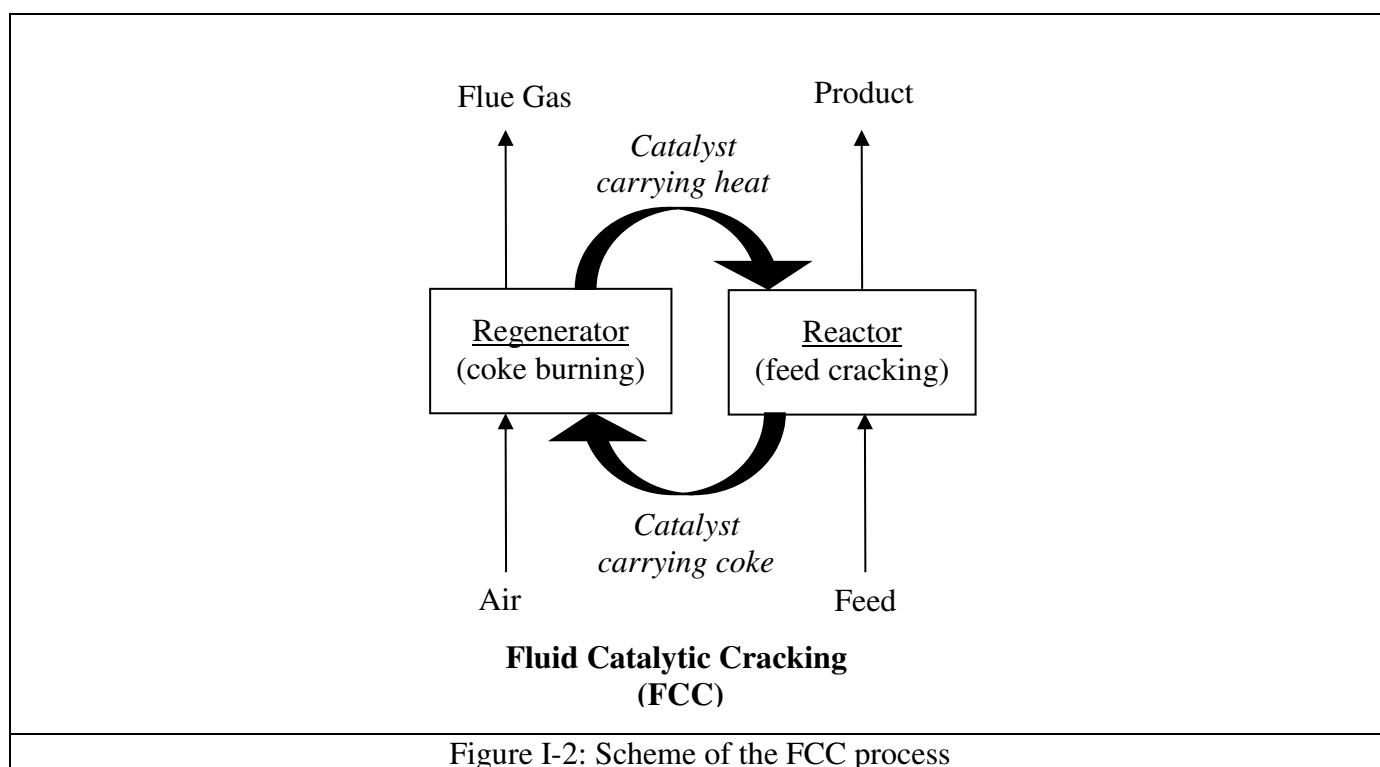 Flue Gas
Product
Catalyst
carrying heat
Regenerator
(coke burning)
Reactor
(feed cracking)
Catalyst
carrying coke
Air
Feed
Fluid Catalytic Cracking
(FCC)
Figure I-2: Scheme of the FCC process